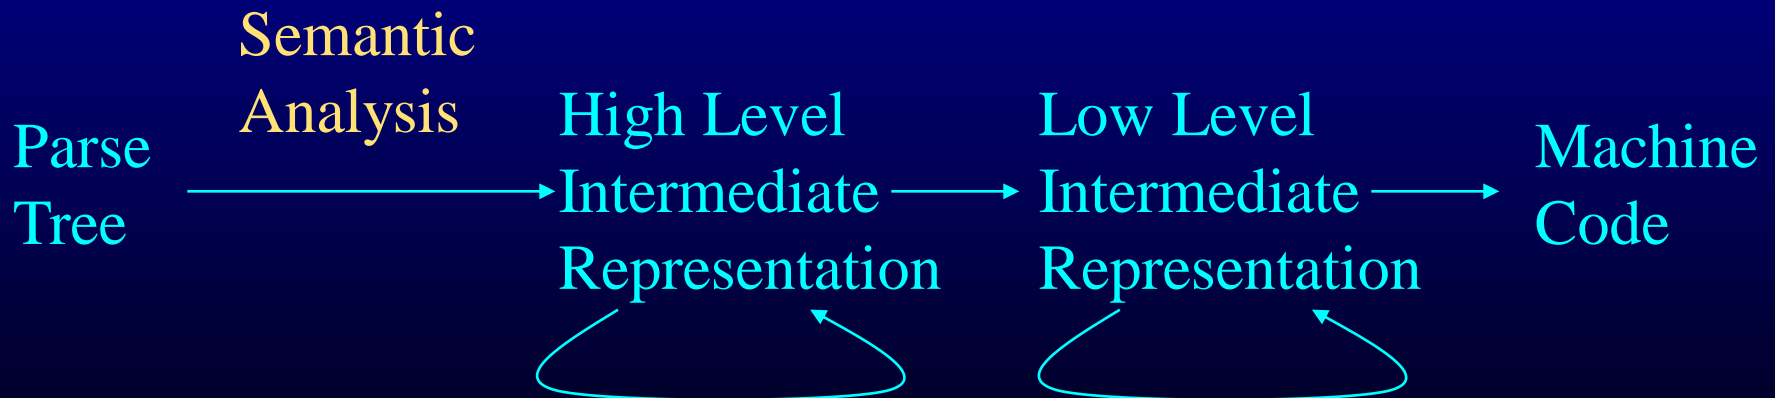 Semantic
Analysis
Parse
Tree
High Level
Intermediate
Representation
Low Level
Intermediate
Representation
Machine
Code